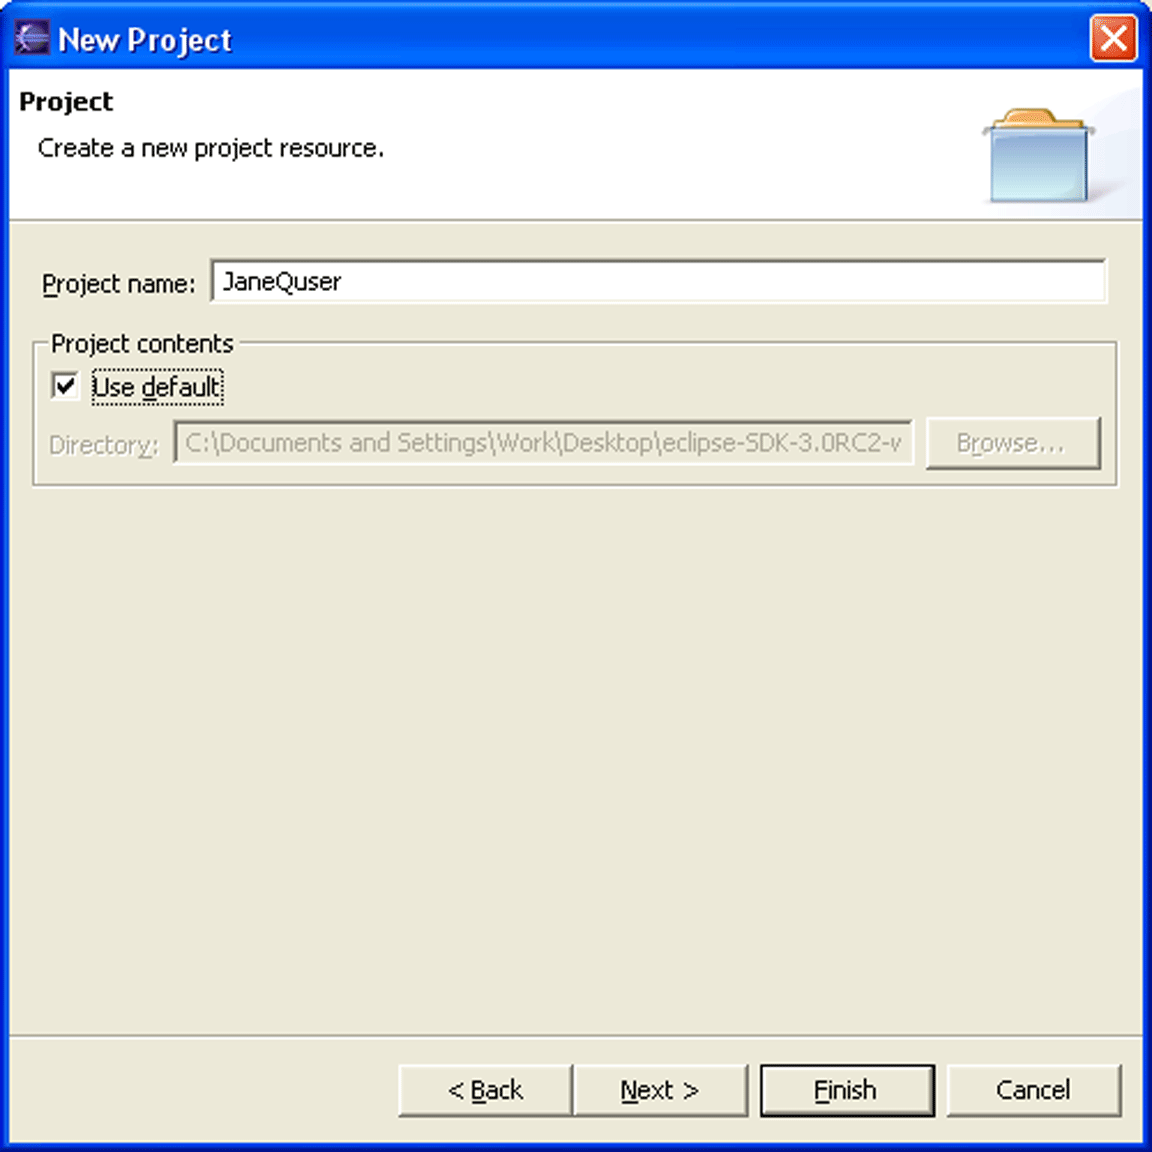 New Project
Project
Create a new project resource.
Project name: JaneQuser
Project contents
Use default
Directory: C:\Documents and Settings\Work\Desktop\eclipse-SDK-3.0RC2-w Browse...
< Back Next > Finish Cancel